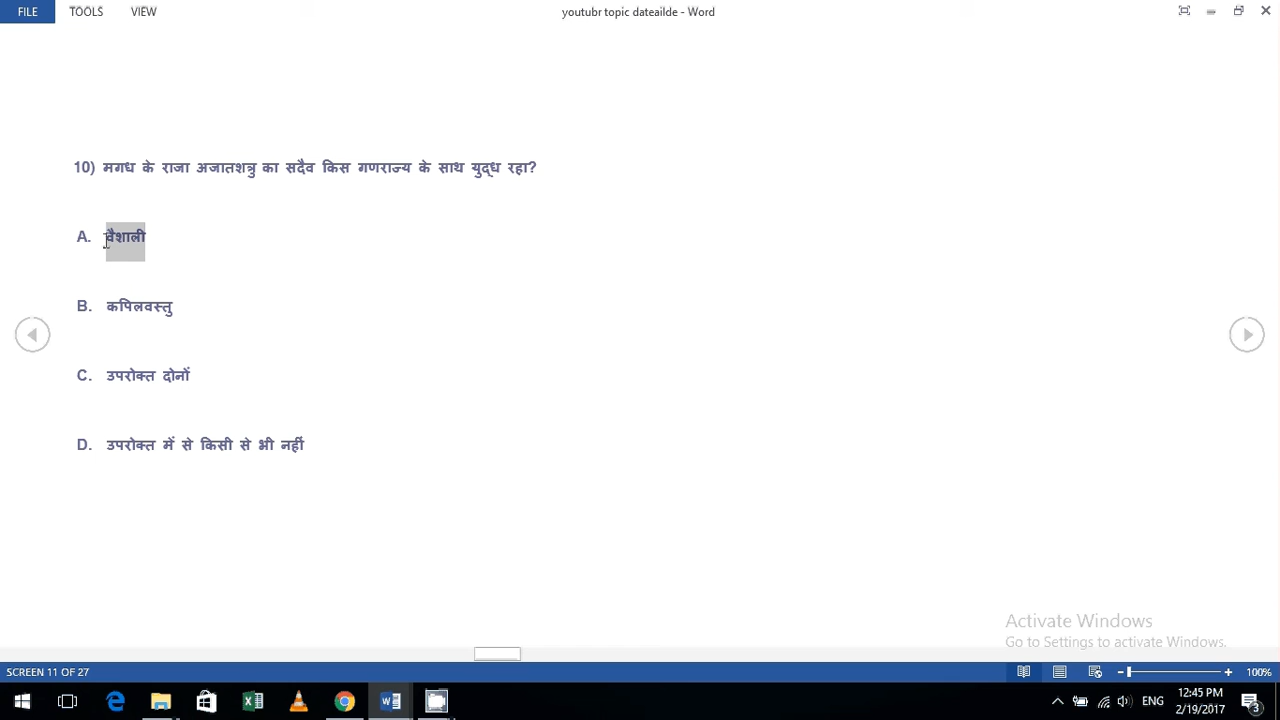 FILE TOOLS VIEW youtubr topic dateailde - Word
10) मगध के राजा अजातशत्रु का सदैव किस गणराज्य के साथ युद्ध रहा?
A. वैशाली
B. कपिलवस्तु
C. उपरोक्त दोनों
D. उपरोक्त में से किसी से भी नहीं
Activate Windows
Go to Settings to activate Windows.
SCREEN 11 OF 27 100%
ENG 12:45 PM
2/19/2017 3